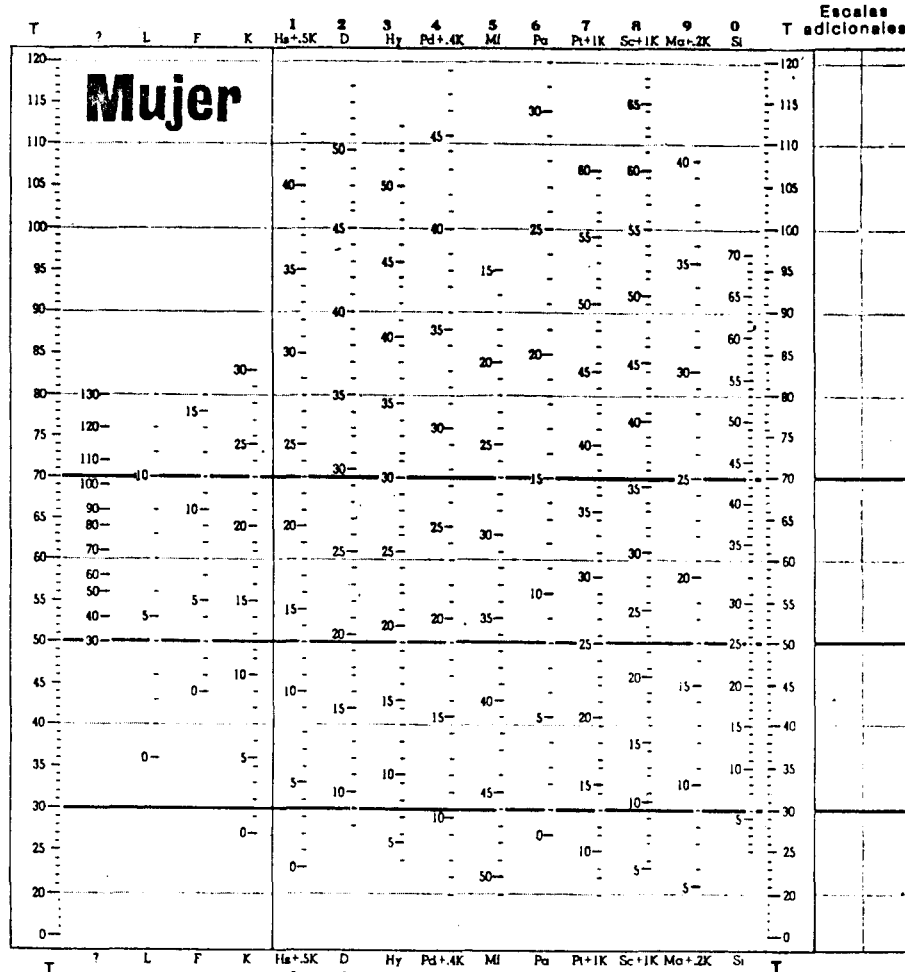 Escalas
1 2 3 4 5 6 7 8 9 0
T ? L F K Hs+.5K D Hy Pd+.4K Mf Pa Pt+1K Sc+1K Ma+.2K Si T adicionales
120 120
Mujer
115 30 65 115
110 50 45 110
40
105 40 50 60 60 105
100 45 40 25 55 55 100
70
95 35 45 15 50 35 65 95
90 40 50 90
35
85 30 40 20 20 45 60 85
30 45 30 55
80 130 35 80
15 35
75 120 25 30 25 40 40 50 75
110 30 45
70 100 10 30 15 35 25 70
65 90 10 20 20 25 30 35 40 65
80
70 25 25 30 35
60 60
60 30 20
55 50 5 15 15 10 25 30 55
40 5 20 20 35
50 30 20 25 25 50
10 20
45 0 10 15 15 40 15 20 45
40 15 5 20 15 40
15
35 0 5 10 10 35
5 10 45 15 10
30 10 30
0 10 0 5
25 5 10 25
0 50 5
20 5 20
0 0
T ? L F K Hs+.5K D Hy Pd+.4K Mf Pa Pt+1K Sc+1K Ma+.2K Si T